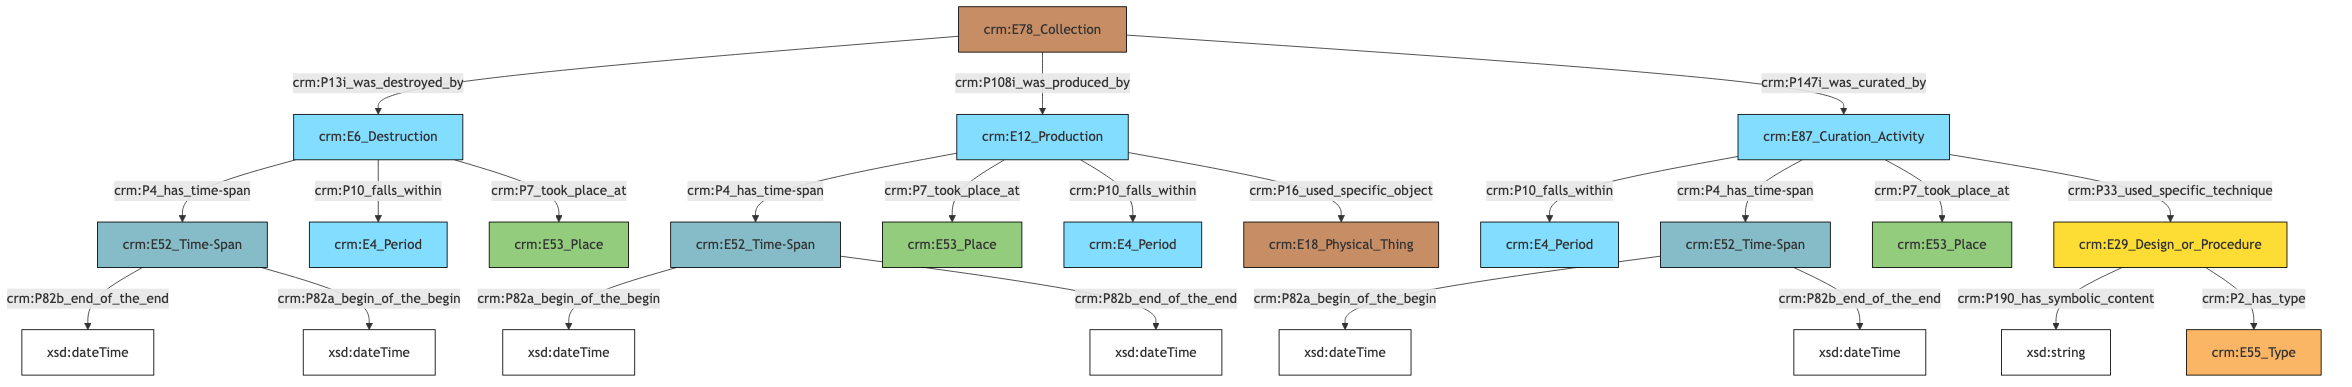 crm:E78_Collection
crm:P13i_was_destroyed_by
crm:P108i_was_produced_by
crm:P147i_was_curated_by
crm:E6_Destruction
crm:E12_Production
crm:E87_Curation_Activity
crm:P4_has_time-span
crm:P10_falls_within
crm:P7_took_place_at
crm:P4_has_time-span
crm:P7_took_place_at
crm:P10_falls_within
crm:P16_used_specific_object
crm:P10_falls_within
crm:P4_has_time-span
crm:P7_took_place_at
crm:P33_used_specific_technique
crm:E52_Time-Span
crm:E4_Period
crm:E53_Place
crm:E52_Time-Span
crm:E53_Place
crm:E4_Period
crm:E18_Physical_Thing
crm:E4_Period
crm:E52_Time-Span
crm:E53_Place
crm:E29_Design_or_Procedure
crm:P82b_end_of_the_end
crm:P82a_begin_of_the_begin
crm:P82a_begin_of_the_begin
crm:P82b_end_of_the_end
crm:P82a_begin_of_the_begin
crm:P82b_end_of_the_end
crm:P190_has_symbolic_content
crm:P2_has_type
xsd:dateTime
xsd:dateTime
xsd:dateTime
xsd:dateTime
xsd:dateTime
xsd:dateTime
xsd:string
crm:E55_Type